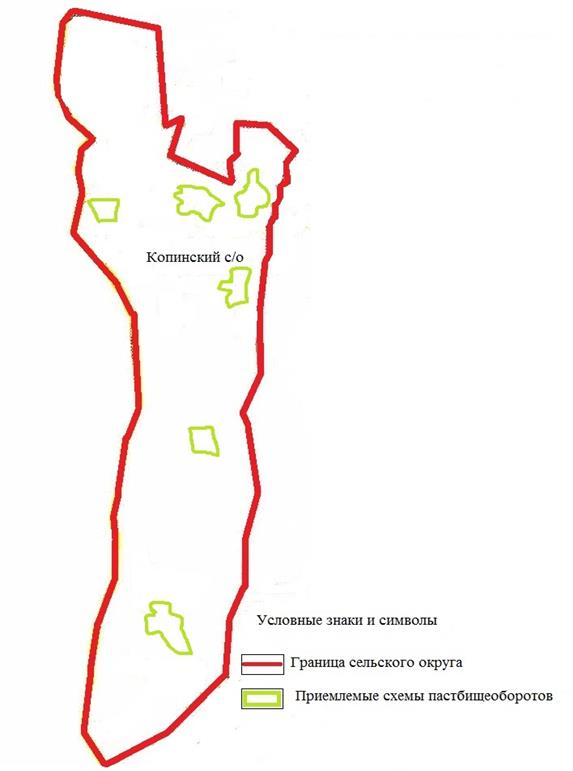 Копинский с/о
Условные знаки и символы
Граница сельского округа
Приемлемые схемы пастбищеоборотов